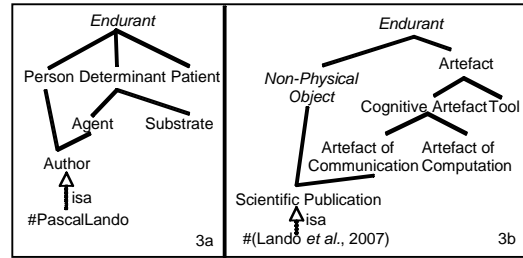 Endurant
Person Determinant Patient
Agent
Substrate
Author
isa
#PascalLando
3a
Endurant
Artefact
Non-Physical
Object
Cognitive Artefact Tool
Artefact of
Communication
Artefact of
Computation
Scientific Publication
isa
#(Lando et al., 2007)
3b